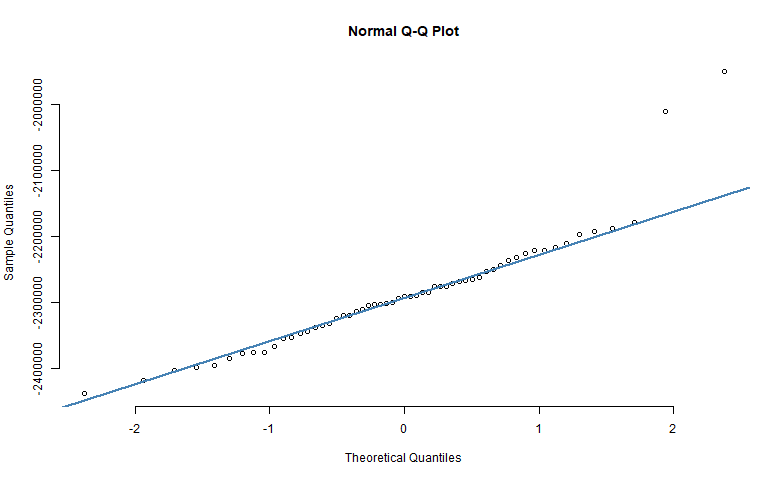 Normal Q-Q Plot
Sample Quantiles
-2000000
-2100000
-2200000
-2300000
-2400000
-2 -1 0 1 2
Theoretical Quantiles